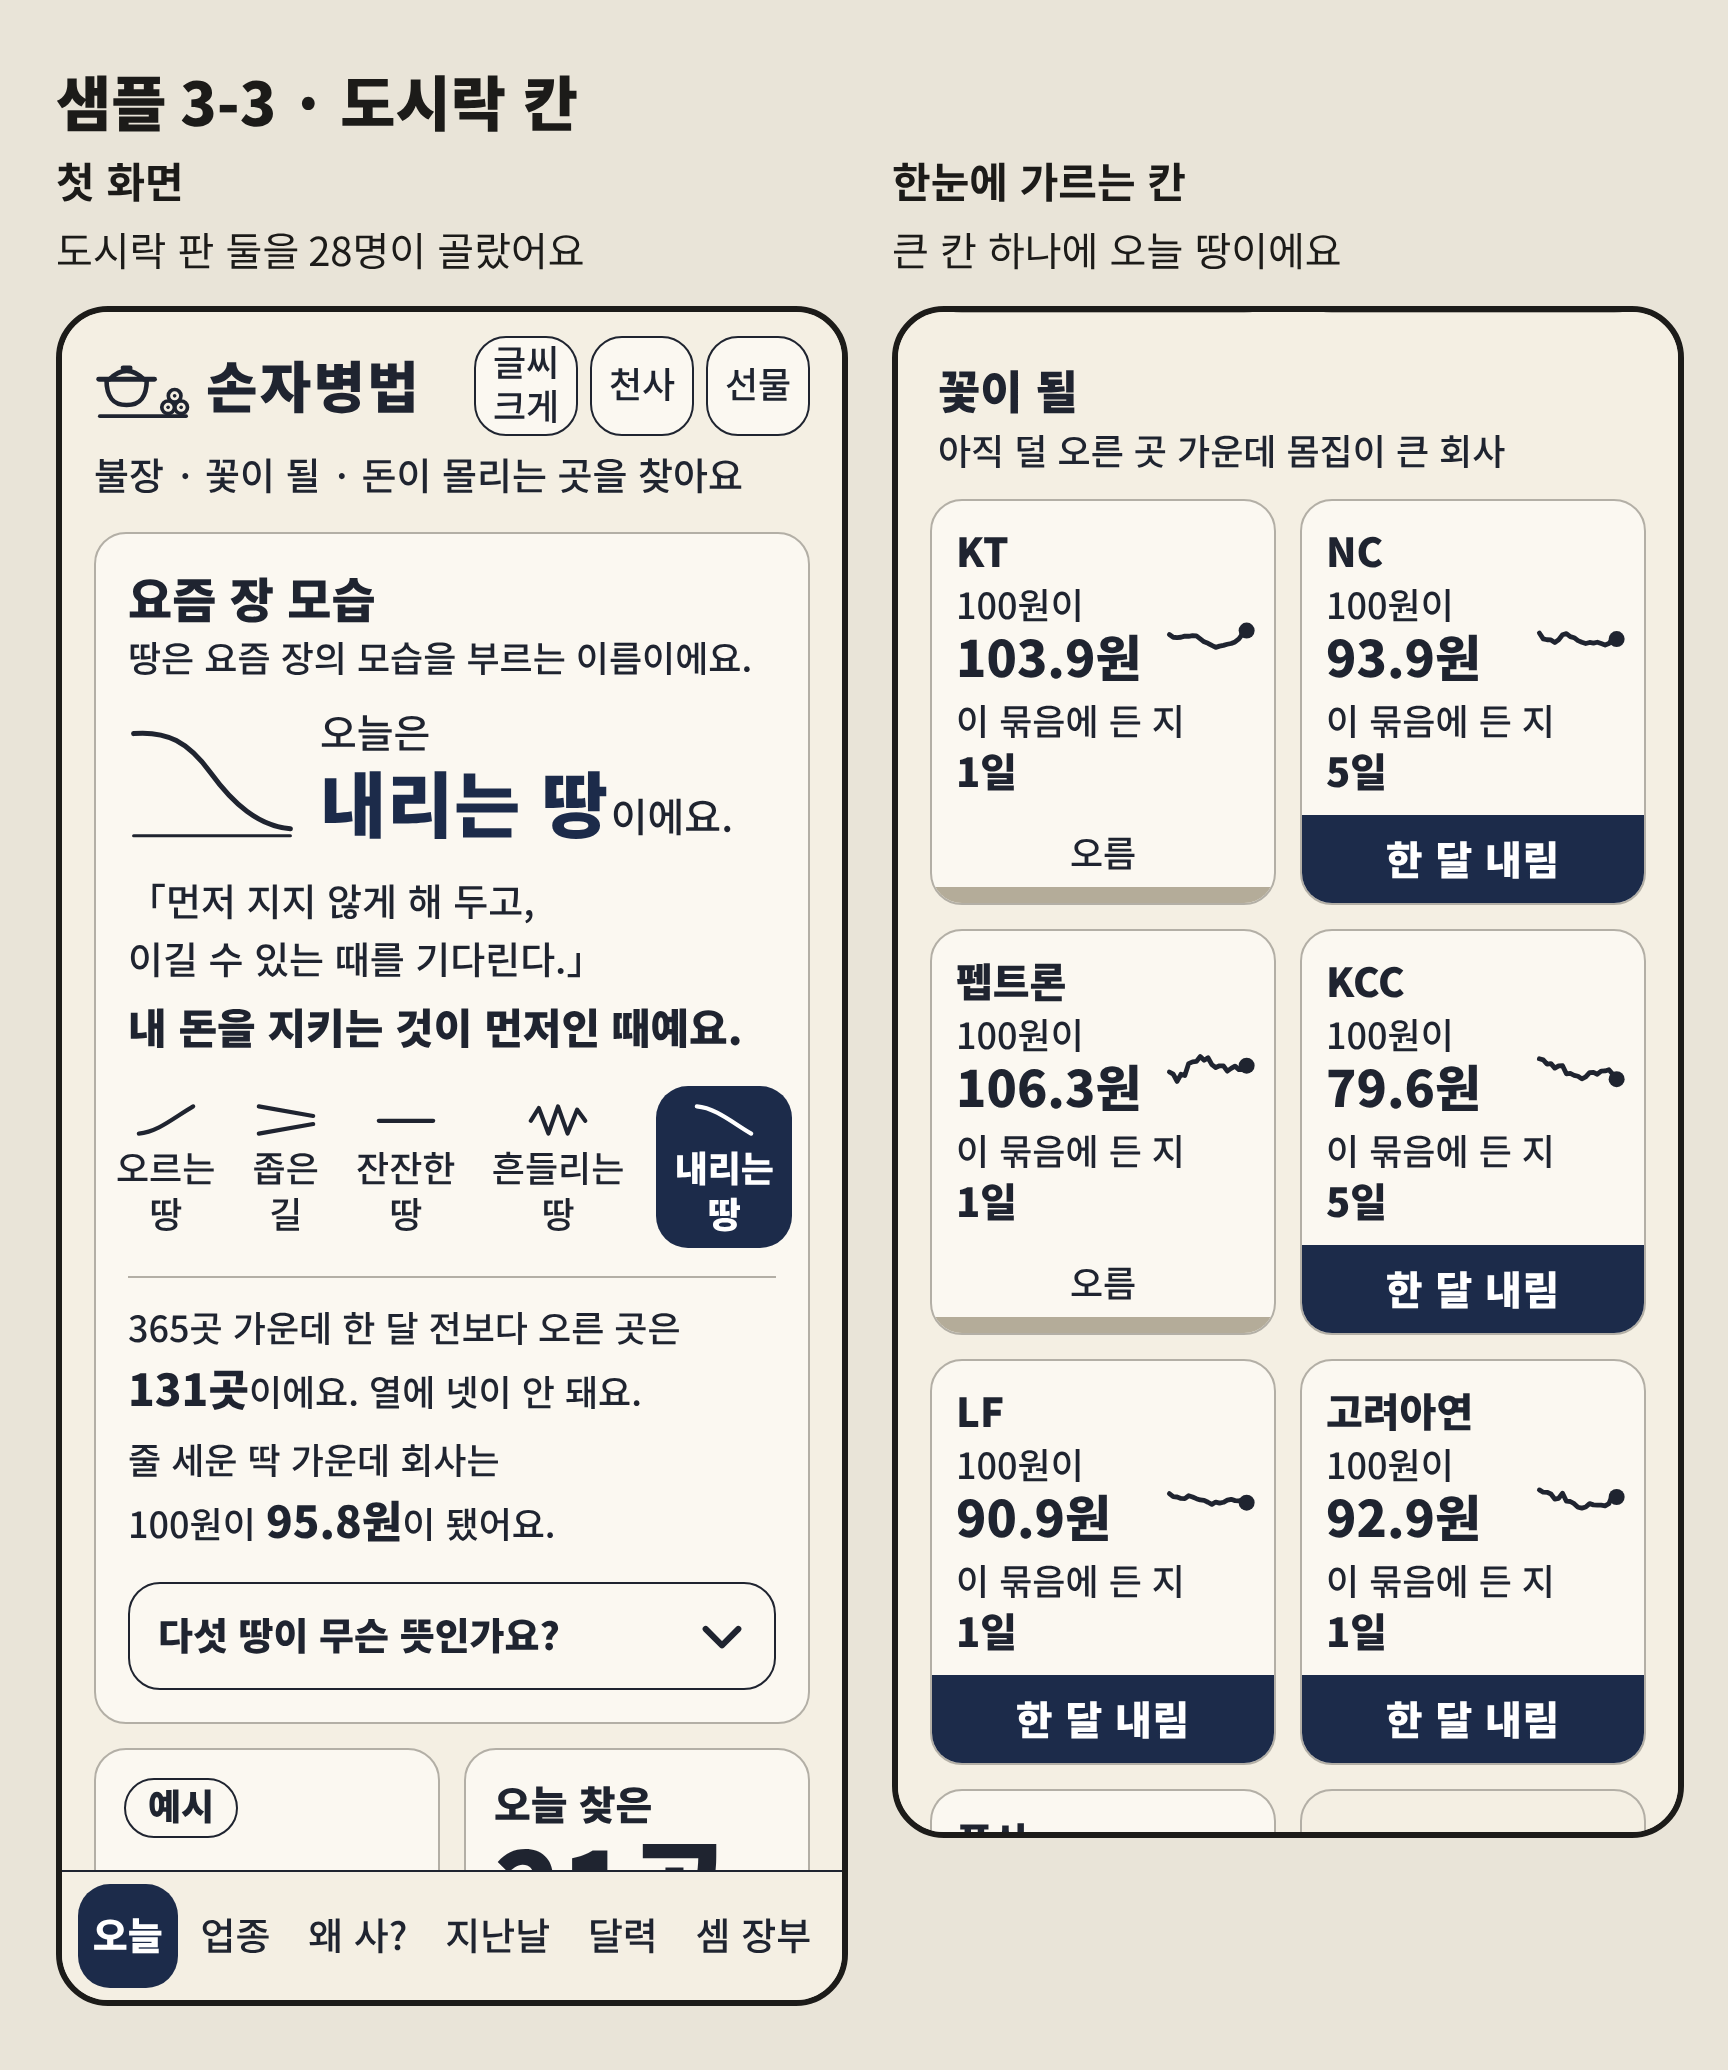 샘플 3-3 · 도시락 칸
첫 화면
도시락 판 둘을 28명이 골랐어요
손자병법
글씨
크게
천사
선물
불장 · 꽃이 될 · 돈이 몰리는 곳을 찾아요
요즘 장 모습
땅은 요즘 장의 모습을 부르는 이름이에요.
오늘은
내리는 땅이에요.
「먼저 지지 않게 해 두고,
이길 수 있는 때를 기다린다.」
내 돈을 지키는 것이 먼저인 때예요.
오르는
땅
좁은
길
잔잔한
땅
흔들리는
땅
내리는
땅
365곳 가운데 한 달 전보다 오른 곳은
131곳이에요. 열에 넷이 안 돼요.
줄 세운 딱 가운데 회사는
100원이 95.8원이 됐어요.
다섯 땅이 무슨 뜻인가요?
예시
오늘 찾은
오늘
업종
왜 사?
지난날
달력
셈 장부
한눈에 가르는 칸
큰 칸 하나에 오늘 땅이에요
꽃이 될
아직 덜 오른 곳 가운데 몸집이 큰 회사
KT
100원이
103.9원
이 묶음에 든 지
1일
오름
NC
100원이
93.9원
이 묶음에 든 지
5일
한 달 내림
펩트론
100원이
106.3원
이 묶음에 든 지
1일
오름
KCC
100원이
79.6원
이 묶음에 든 지
5일
한 달 내림
LF
100원이
90.9원
이 묶음에 든 지
1일
한 달 내림
고려아연
100원이
92.9원
이 묶음에 든 지
1일
한 달 내림